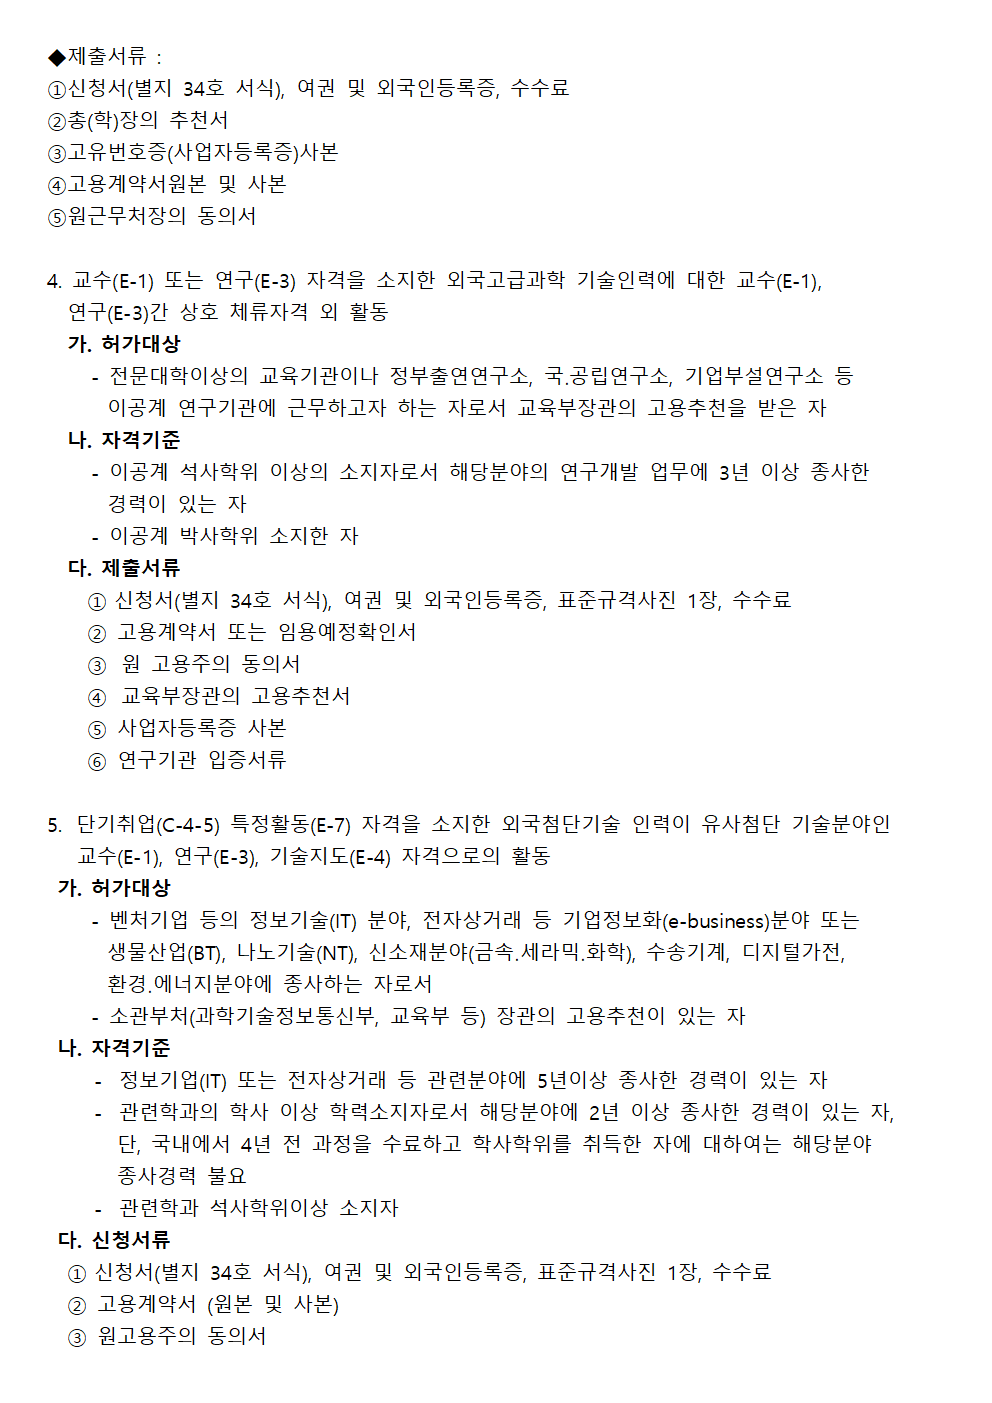 ◆제출서류 :
①신청서(별지 34호 서식), 여권 및 외국인등록증, 수수료
②총(학)장의 추천서
③고유번호증(사업자등록증)사본
④고용계약서원본 및 사본
⑤원근무처장의 동의서
4. 교수(E-1) 또는 연구(E-3) 자격을 소지한 외국고급과학 기술인력에 대한 교수(E-1),
연구(E-3)간 상호 체류자격 외 활동
가. 허가대상
- 전문대학이상의 교육기관이나 정부출연연구소, 국.공립연구소, 기업부설연구소 등
이공계 연구기관에 근무하고자 하는 자로서 교육부장관의 고용추천을 받은 자
나. 자격기준
- 이공계 석사학위 이상의 소지자로서 해당분야의 연구개발 업무에 3년 이상 종사한
경력이 있는 자
- 이공계 박사학위 소지한 자
다. 제출서류
① 신청서(별지 34호 서식), 여권 및 외국인등록증, 표준규격사진 1장, 수수료
② 고용계약서 또는 임용예정확인서
③ 원 고용주의 동의서
④ 교육부장관의 고용추천서
⑤ 사업자등록증 사본
⑥ 연구기관 입증서류
5. 단기취업(C-4-5) 특정활동(E-7) 자격을 소지한 외국첨단기술 인력이 유사첨단 기술분야인
교수(E-1), 연구(E-3), 기술지도(E-4) 자격으로의 활동
가. 허가대상
- 벤처기업 등의 정보기술(IT) 분야, 전자상거래 등 기업정보화(e-business)분야 또는
생물산업(BT), 나노기술(NT), 신소재분야(금속.세라믹.화학), 수송기계, 디지털가전,
환경.에너지분야에 종사하는 자로서
- 소관부처(과학기술정보통신부, 교육부 등) 장관의 고용추천이 있는 자
나. 자격기준
- 정보기업(IT) 또는 전자상거래 등 관련분야에 5년이상 종사한 경력이 있는 자
- 관련학과의 학사 이상 학력소지자로서 해당분야에 2년 이상 종사한 경력이 있는 자,
단, 국내에서 4년 전 과정을 수료하고 학사학위를 취득한 자에 대하여는 해당분야
종사경력 불요
- 관련학과 석사학위이상 소지자
다. 신청서류
① 신청서(별지 34호 서식), 여권 및 외국인등록증, 표준규격사진 1장, 수수료
② 고용계약서 (원본 및 사본)
③ 원고용주의 동의서